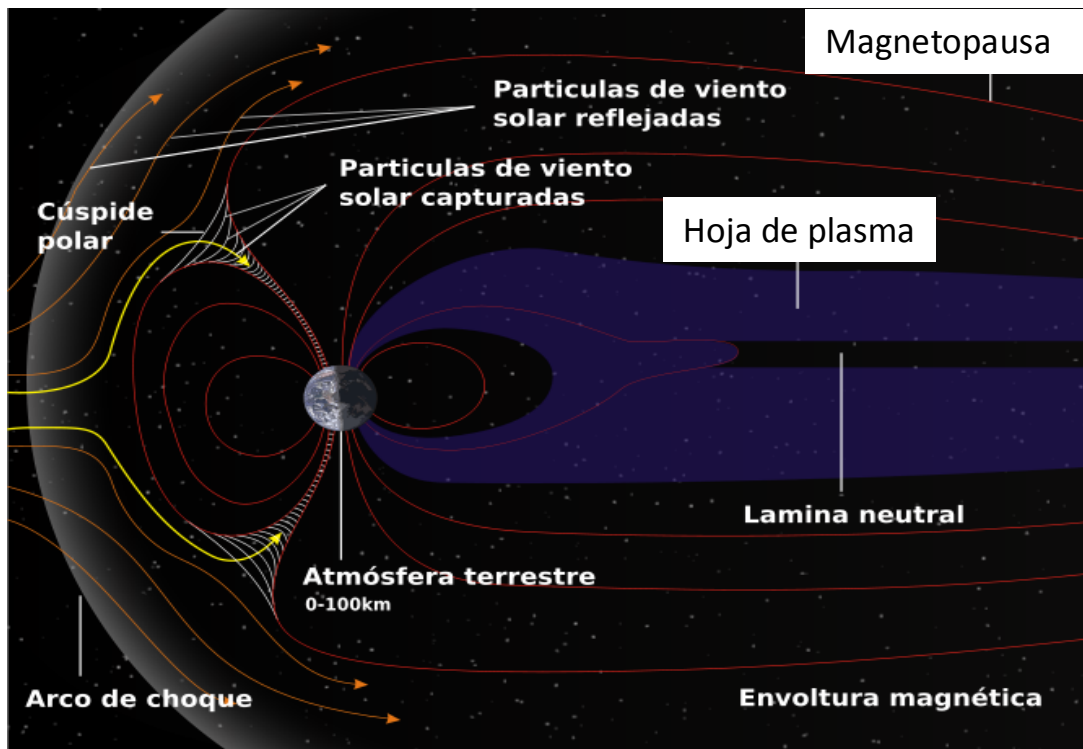 Magnetopausa
Particulas de viento
solar reflejadas
Particulas de viento
solar capturadas
Cúspide
polar
Hoja de plasma
Lamina neutral
Atmósfera terrestre
0-100km
Arco de choque
Envoltura magnética